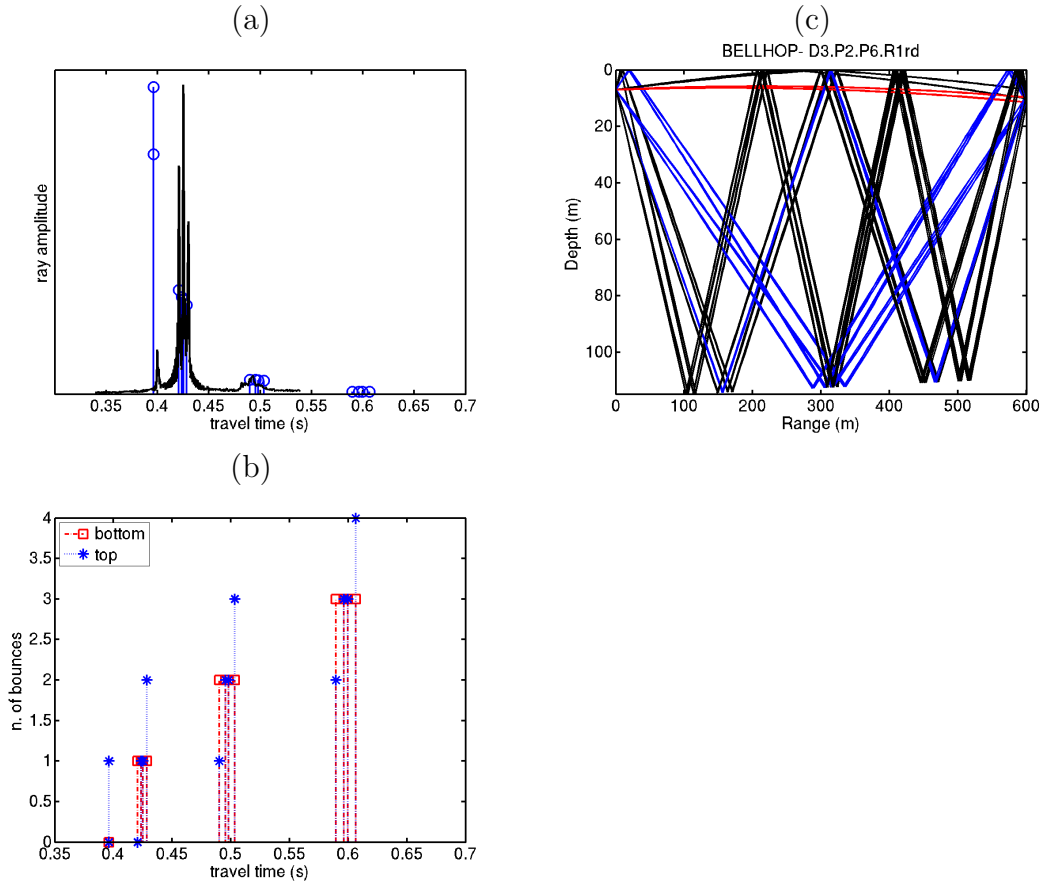 (a)
ray amplitude
0.35 0.4 0.45 0.5 0.55 0.6 0.65 0.7
travel time (s)
(c)
BELLHOP- D3.P2.P6.R1rd
0
20
40
60
80
100
Depth (m)
0 100 200 300 400 500 600
Range (m)
(b)
4
3.5
3
2.5
2
1.5
1
0.5
0
n. of bounces
bottom
top
0.35 0.4 0.45 0.5 0.55 0.6 0.65 0.7
travel time (s)